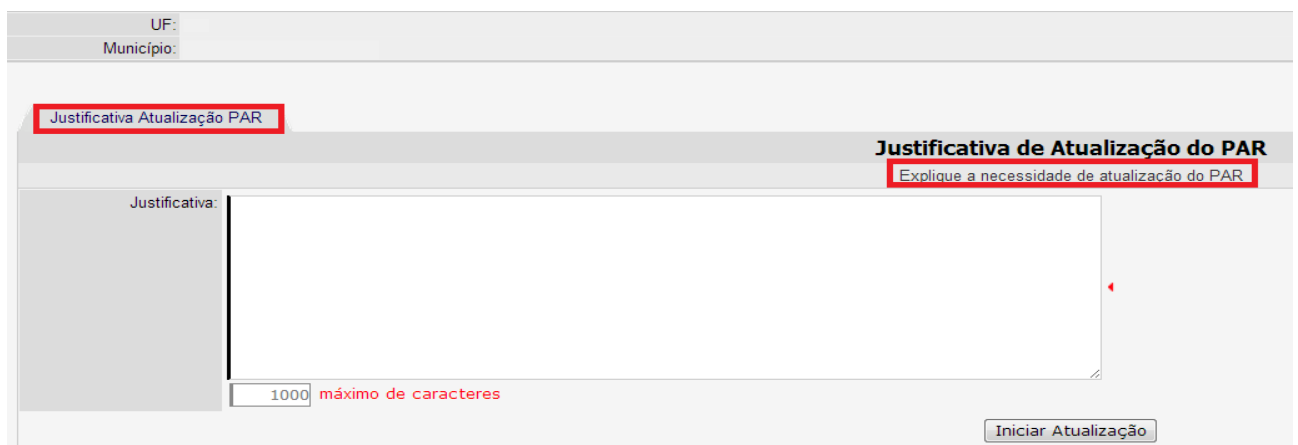 UF:
Município:
Justificativa Atualização PAR
Justificativa de Atualização do PAR
Explique a necessidade de atualização do PAR
Justificativa:
1000 máximo de caracteres
Iniciar Atualização